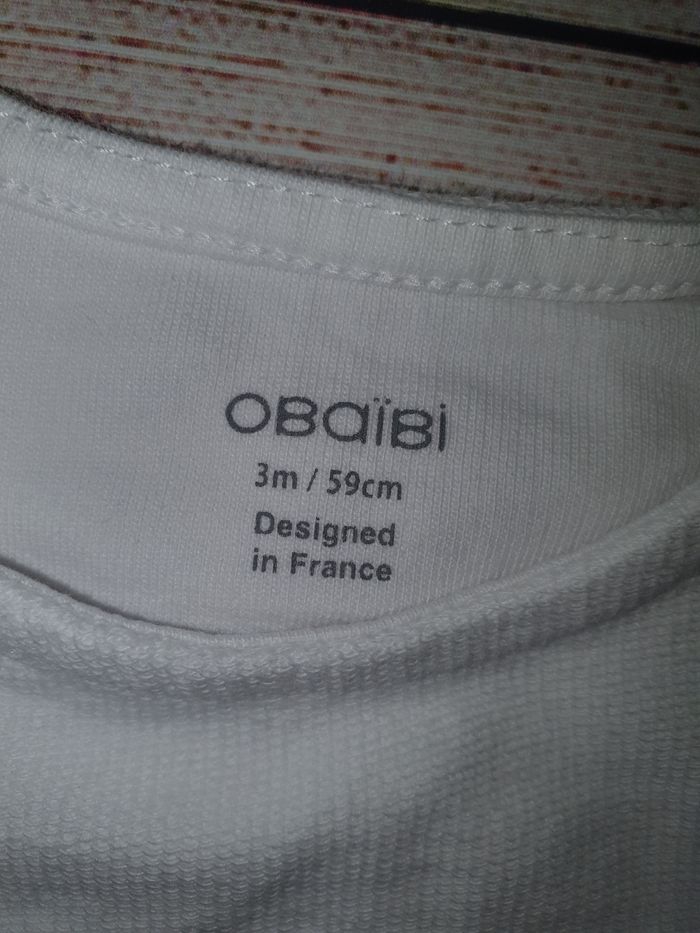 OBaïBi
3m / 59cm
Designed
in France